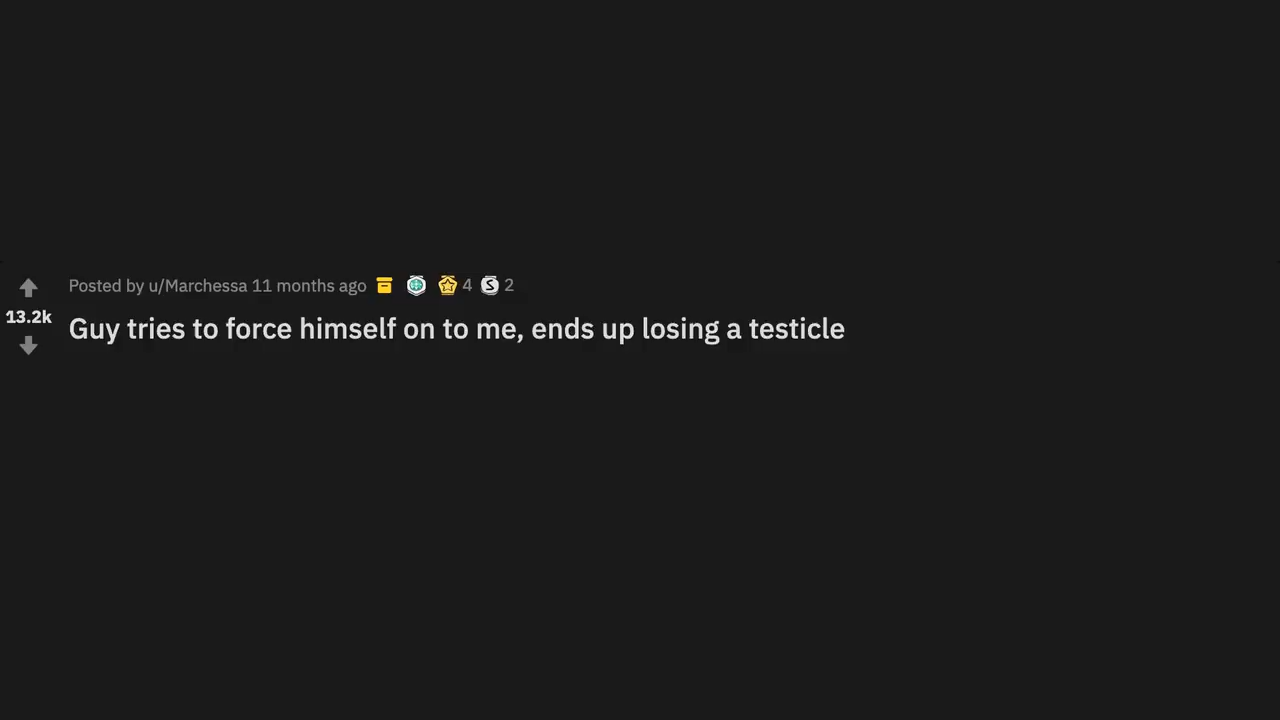 Posted by u/Marchessa 11 months ago 4 S 2
13.2k
Guy tries to force himself on to me, ends up losing a testicle